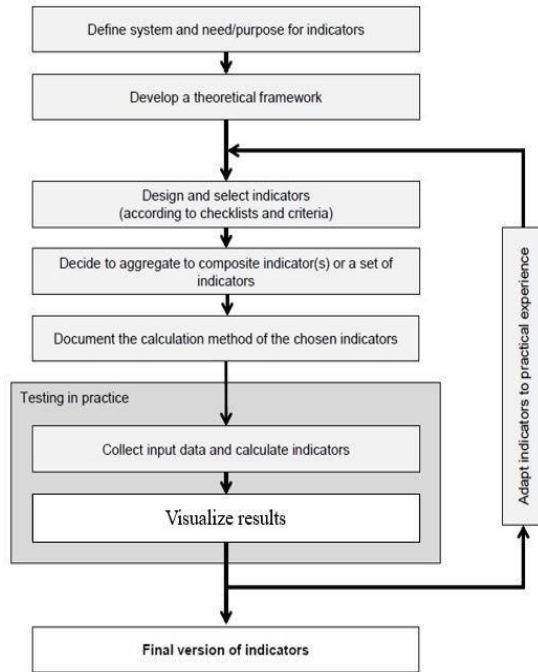 Define system and need/purpose for indicators
Develop a theoretical framework
Design and select indicators
(according to checklists and criteria)
Decide to aggregate to composite indicator(s) or a set of
indicators
Document the calculation method of the chosen indicators
Testing in practice
Collect input data and calculate indicators
Visualize results
Final version of indicators
Adapt indicators to practical experience